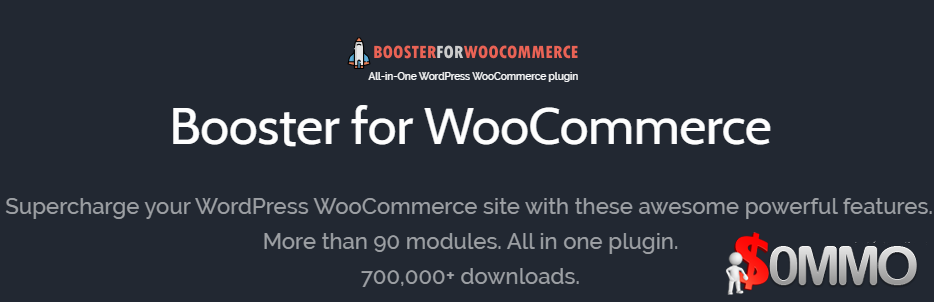 BOOSTERFORWOOCOMMERCE
All-in-One WordPress WooCommerce plugin
Booster for WooCommerce
Supercharge your WordPress WooCommerce site with these awesome powerful features.
More than 90 modules. All in one plugin.
700,000+ downloads.
$0MMO